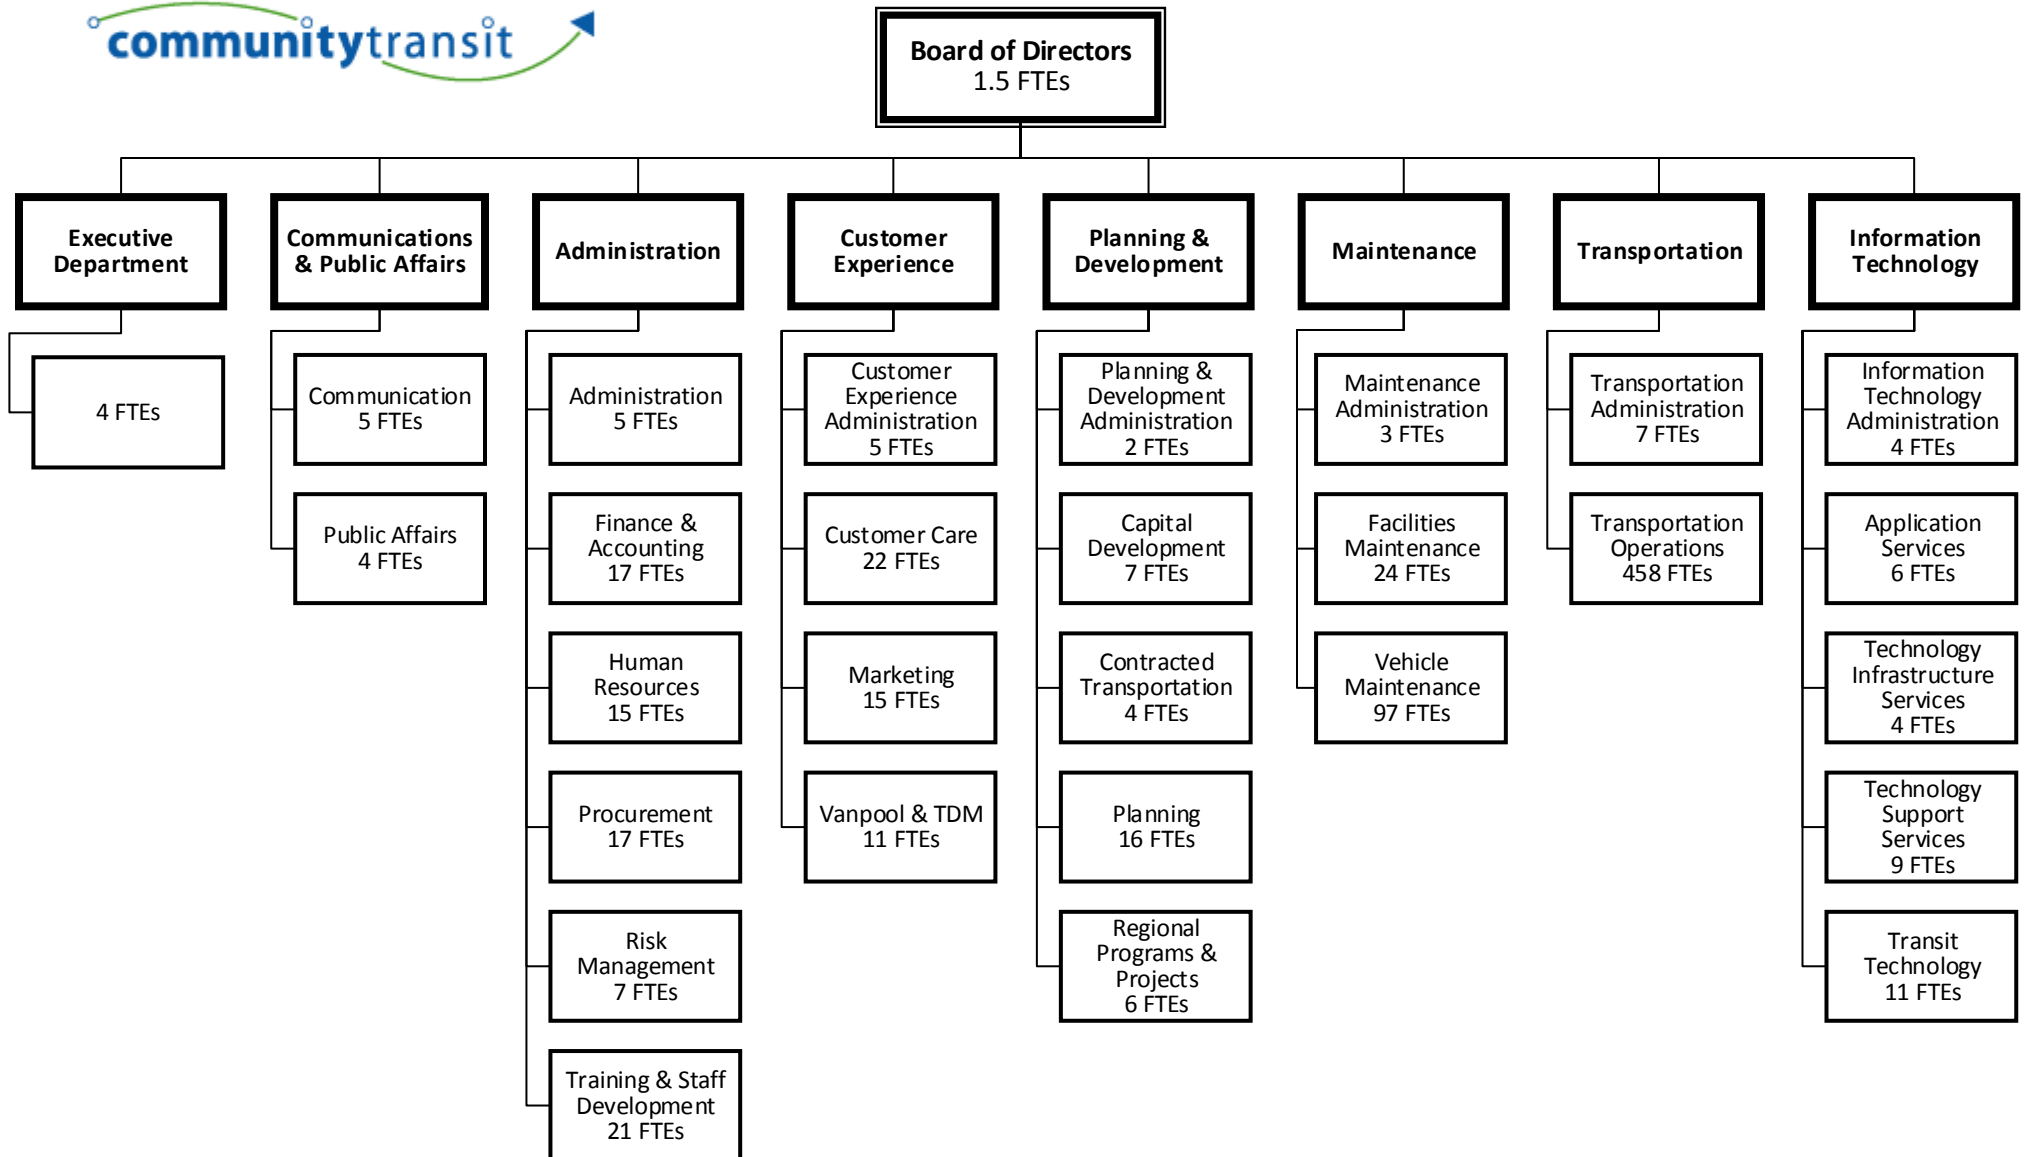 communitytransit
Board of Directors
1.5 FTEs
Executive
Department
4 FTEs
Communications
& Public Affairs
Communication
5 FTEs
Public Affairs
4 FTEs
Administration
Administration
5 FTEs
Finance &
Accounting
17 FTEs
Human
Resources
15 FTEs
Procurement
17 FTEs
Risk
Management
7 FTEs
Training & Staff
Development
21 FTEs
Customer
Experience
Customer
Experience
Administration
5 FTEs
Customer Care
22 FTEs
Marketing
15 FTEs
Vanpool & TDM
11 FTEs
Planning &
Development
Planning &
Development
Administration
2 FTEs
Capital
Development
7 FTEs
Contracted
Transportation
4 FTEs
Planning
16 FTEs
Regional
Programs &
Projects
6 FTEs
Maintenance
Maintenance
Administration
3 FTEs
Facilities
Maintenance
24 FTEs
Vehicle
Maintenance
97 FTEs
Transportation
Transportation
Administration
7 FTEs
Transportation
Operations
458 FTEs
Information
Technology
Information
Technology
Administration
4 FTEs
Application
Services
6 FTEs
Technology
Infrastructure
Services
4 FTEs
Technology
Support
Services
9 FTEs
Transit
Technology
11 FTEs